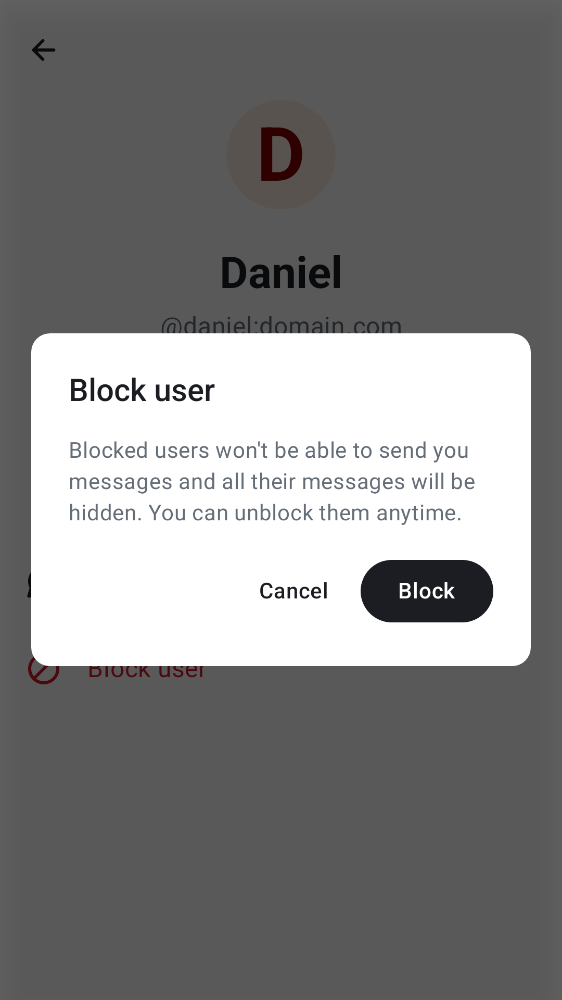 D
Daniel
@daniel:domain.com
Block user
Blocked users won't be able to send you
messages and all their messages will be
hidden. You can unblock them anytime.
Cancel
Block
Block user